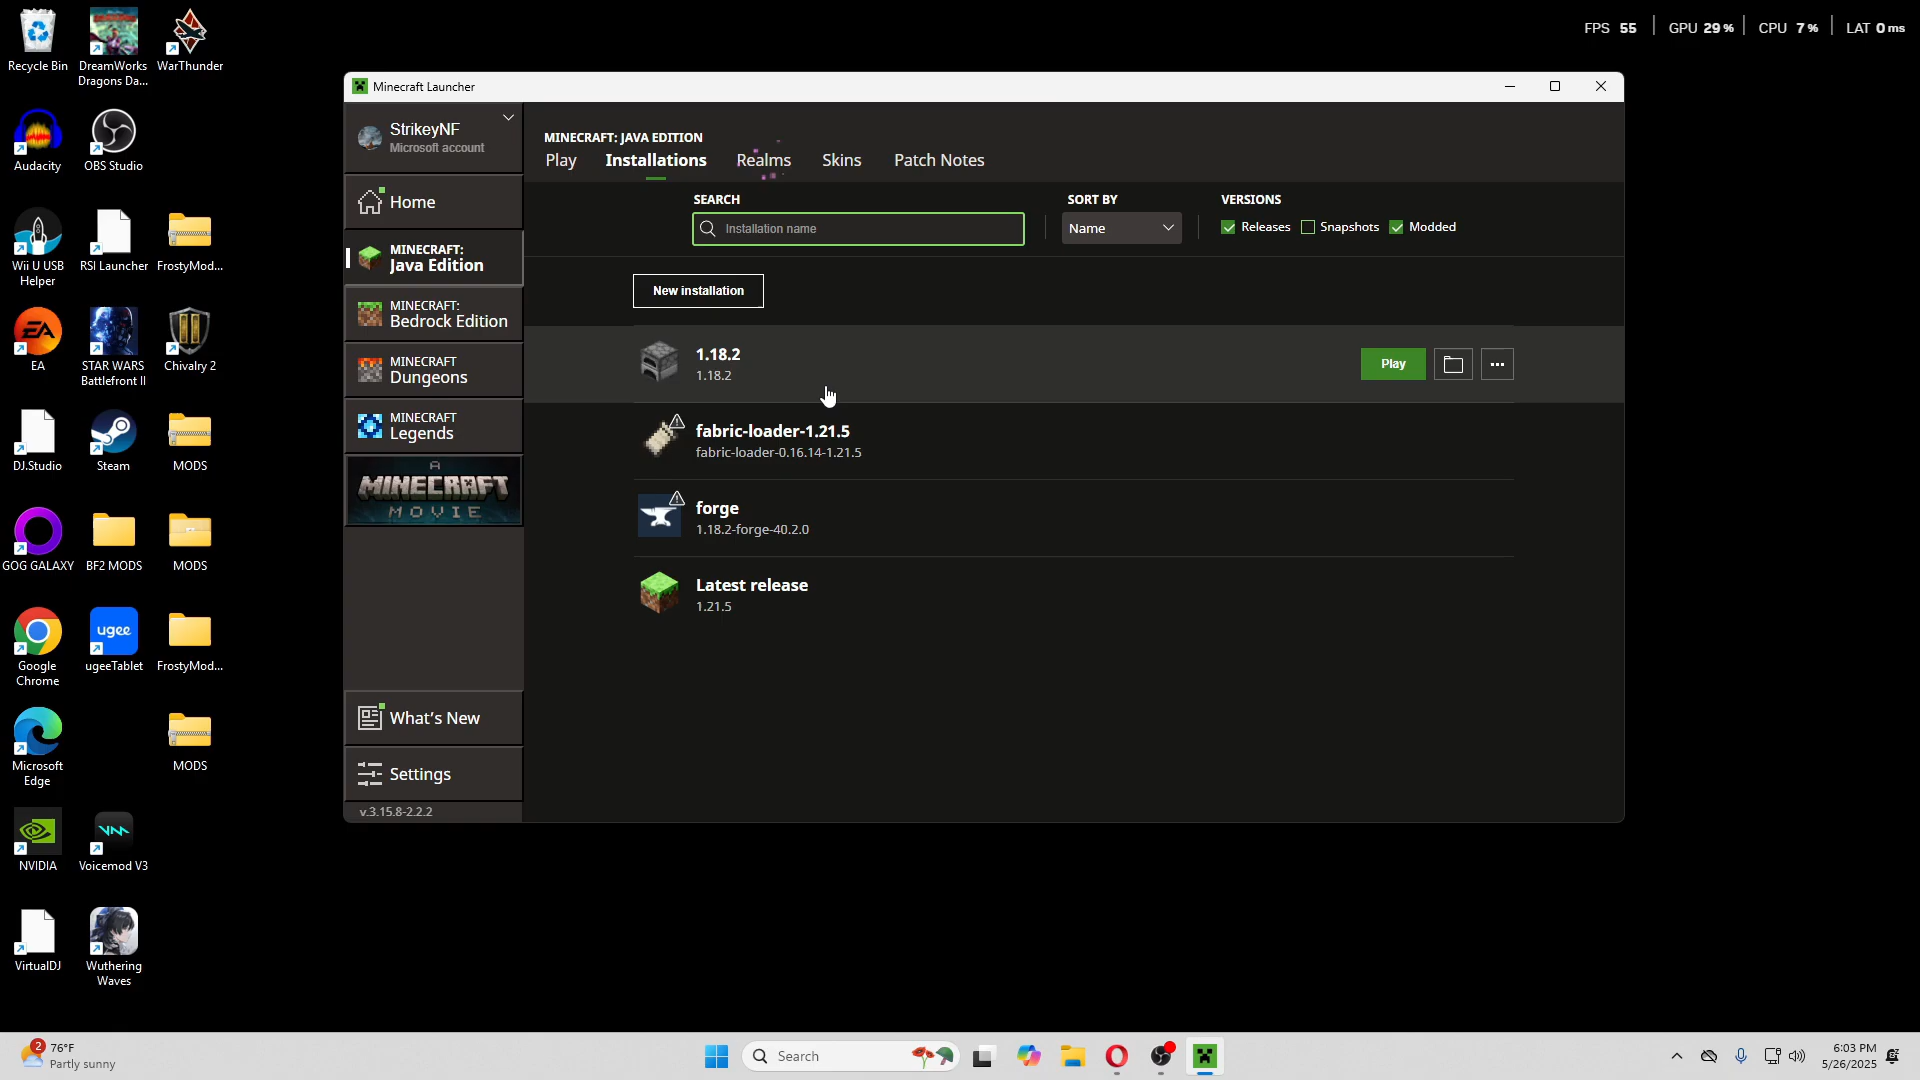 FPS 55
GPU 29 %
CPU 7 %
LAT 0 ms
Recycle Bin
DreamWorks
Dragons Da...
WarThunder
Audacity
OBS Studio
Wii U USB
Helper
RSI Launcher
FrostyMod...
EA
EA
STAR WARS
Battlefront II
Chivalry 2
DJ.Studio
Steam
MODS
GOG GALAXY
BF2 MODS
MODS
Google
Chrome
ugee
ugeeTablet
FrostyMod...
Microsoft
Edge
MODS
NVIDIA
Voicemod V3
VirtualDJ
Wuthering
Waves
Minecraft Launcher
StrikeyNF
Microsoft account
Home
MINECRAFT:
Java Edition
MINECRAFT:
Bedrock Edition
MINECRAFT
Dungeons
MINECRAFT
Legends
A
MINECRAFT
MOVIE
What's New
Settings
v.3.15.8-2.2.2
MINECRAFT: JAVA EDITION
Play
Installations
Realms
Skins
Patch Notes
SEARCH
Installation name
SORT BY
Name
VERSIONS
Releases
Snapshots
Modded
New installation
1.18.2
1.18.2
Play
...
fabric-loader-1.21.5
fabric-loader-0.16.14-1.21.5
forge
1.18.2-forge-40.2.0
Latest release
1.21.5
2
76°F
Partly sunny
Search
6:03 PM
5/26/2025